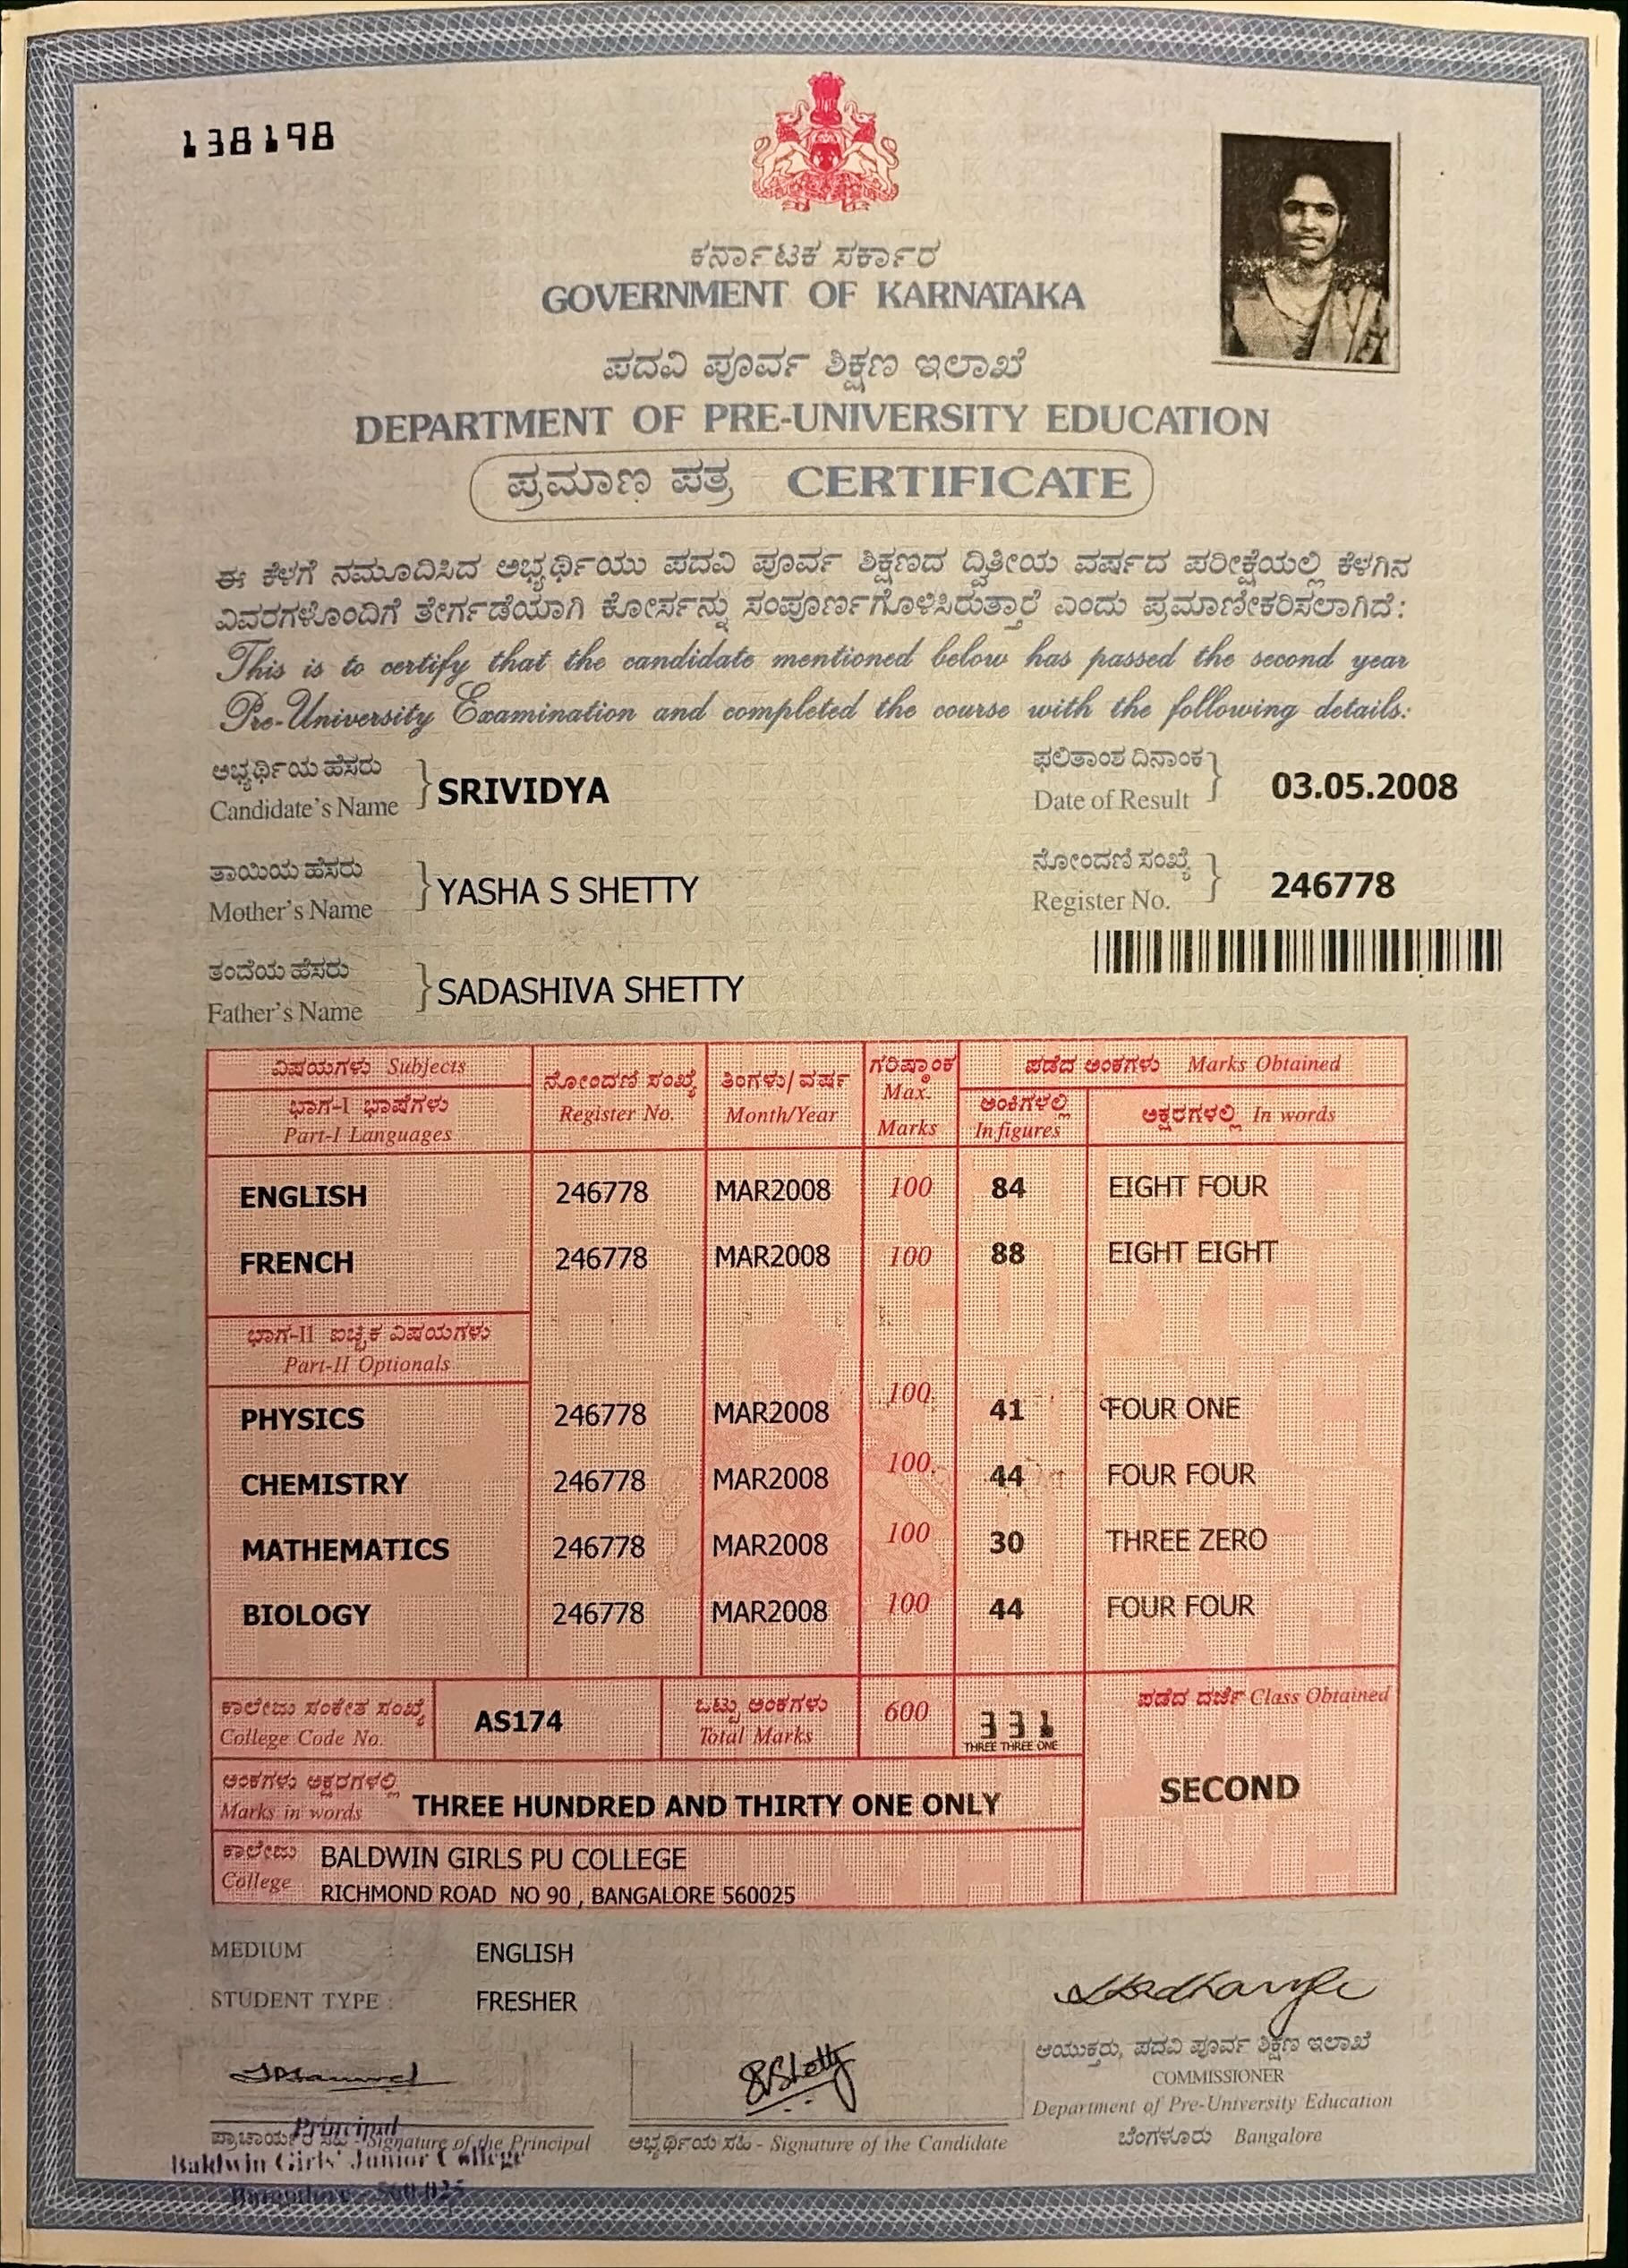 138198
ಕರ್ನಾಟಕ ಸರ್ಕಾರ
GOVERNMENT OF KARNATAKA
ಪದವಿ ಪೂರ್ವ ಶಿಕ್ಷಣ ಇಲಾಖೆ
DEPARTMENT OF PRE-UNIVERSITY EDUCATION
ಪ್ರಮಾಣ ಪತ್ರ CERTIFICATE
ಈ ಕೆಳಗೆ ನಮೂದಿಸಿದ ಅಭ್ಯರ್ಥಿಯು ಪದವಿ ಪೂರ್ವ ಶಿಕ್ಷಣದ ದ್ವಿತೀಯ ವರ್ಷದ ಪರೀಕ್ಷೆಯಲ್ಲಿ ಕೆಳಗಿನ
ವಿವರಗಳೊಂದಿಗೆ ತೇರ್ಗಡೆಯಾಗಿ ಕೋರ್ಸನ್ನು ಸಂಪೂರ್ಣಗೊಳಿಸಿರುತ್ತಾರೆ ಎಂದು ಪ್ರಮಾಣೀಕರಿಸಲಾಗಿದೆ:
This is to certify that the candidate mentioned below has passed the second year
Pre-University Examination and completed the course with the following details:
ಅಭ್ಯರ್ಥಿಯ ಹೆಸರು
Candidate's Name } SRIVIDYA
ಫಲಿತಾಂಶ ದಿನಾಂಕ
Date of Result } 03.05.2008
ತಾಯಿಯ ಹೆಸರು
Mother's Name } YASHA S SHETTY
ನೋಂದಣಿ ಸಂಖ್ಯೆ
Register No. } 246778
ತಂದೆಯ ಹೆಸರು
Father's Name } SADASHIVA SHETTY
ವಿಷಯಗಳು Subjects
ಭಾಗ-I ಭಾಷೆಗಳು
Part-I Languages
ನೋಂದಣಿ ಸಂಖ್ಯೆ
Register No.
ತಿಂಗಳು/ವರ್ಷ
Month/Year
ಗರಿಷ್ಠಾಂಕ
Max.
Marks
ಪಡೆದ ಅಂಕಗಳು Marks Obtained
ಅಂಕಿಗಳಲ್ಲಿ
In figures
ಅಕ್ಷರಗಳಲ್ಲಿ In words
ENGLISH 246778 MAR2008 100 84 EIGHT FOUR
FRENCH 246778 MAR2008 100 88 EIGHT EIGHT
ಭಾಗ-II ಐಚ್ಛಿಕ ವಿಷಯಗಳು
Part-II Optionals
PHYSICS 246778 MAR2008 100 41 FOUR ONE
CHEMISTRY 246778 MAR2008 100 44 FOUR FOUR
MATHEMATICS 246778 MAR2008 100 30 THREE ZERO
BIOLOGY 246778 MAR2008 100 44 FOUR FOUR
ಕಾಲೇಜು ಸಂಕೇತ ಸಂಖ್ಯೆ
College Code No. AS174
ಒಟ್ಟು ಅಂಕಗಳು
Total Marks 600 331
THREE THREE ONE
ಪಡೆದ ದರ್ಜೆ Class Obtained
SECOND
ಅಂಕಗಳು ಅಕ್ಷರಗಳಲ್ಲಿ
Marks in words THREE HUNDRED AND THIRTY ONE ONLY
ಕಾಲೇಜು
College BALDWIN GIRLS PU COLLEGE
RICHMOND ROAD NO 90 , BANGALORE 560025
MEDIUM : ENGLISH
STUDENT TYPE : FRESHER
SVShetty
ಆಯುಕ್ತರು, ಪದವಿ ಪೂರ್ವ ಶಿಕ್ಷಣ ಇಲಾಖೆ
COMMISSIONER
Department of Pre-University Education
ಬೆಂಗಳೂರು Bangalore
Principal
ಪ್ರಾಚಾರ್ಯರ ಸಹಿ - Signature of the Principal
ಅಭ್ಯರ್ಥಿಯ ಸಹಿ - Signature of the Candidate
Baldwin Girls' Junior College
Bangalore - 560 025